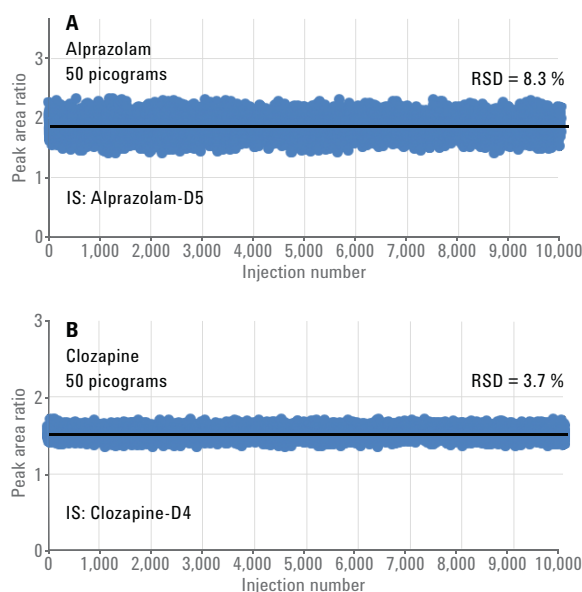 A
Alprazolam
50 picograms
RSD = 8.3 %
3
2
1
0
Peak area ratio
IS: Alprazolam-D5
0 1,000 2,000 3,000 4,000 5,000 6,000 7,000 8,000 9,000 10,000
Injection number
B
Clozapine
50 picograms
RSD = 3.7 %
3
2
1
0
Peak area ratio
IS: Clozapine-D4
0 1,000 2,000 3,000 4,000 5,000 6,000 7,000 8,000 9,000 10,000
Injection number